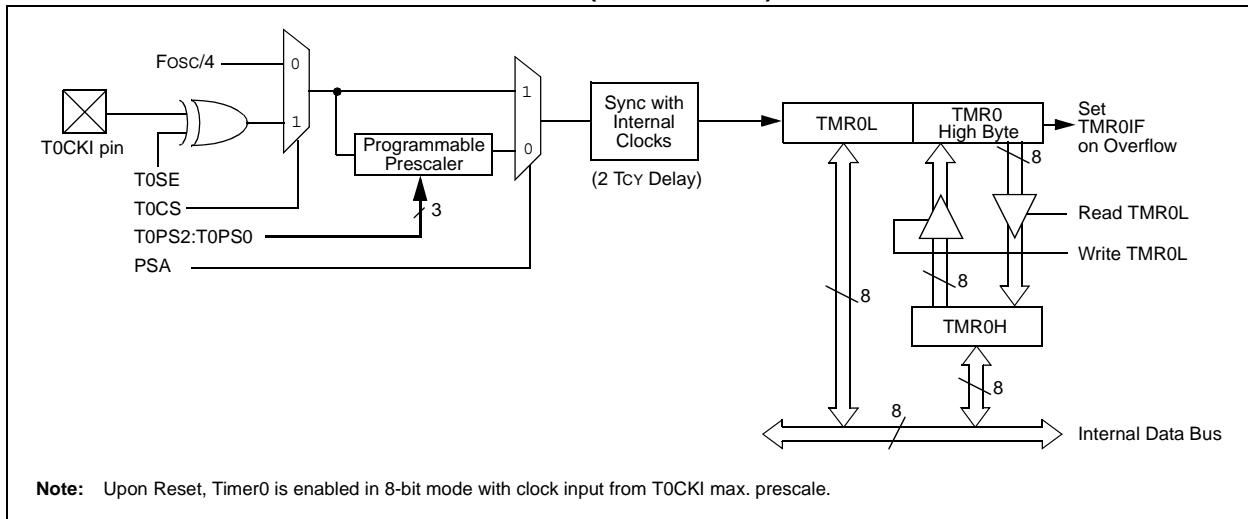 FOSC/4
0
1
T0CKI pin
T0SE
T0CS
T0PS2:T0PS0
PSA
Programmable
Prescaler
3
1
0
Sync with
Internal
Clocks
(2 TCY Delay)
TMR0L
TMR0
High Byte
Set
TMR0IF
on Overflow
8
Read TMR0L
Write TMR0L
8
8
TMR0H
8
8
Internal Data Bus
Note: Upon Reset, Timer0 is enabled in 8-bit mode with clock input from T0CKI max. prescale.